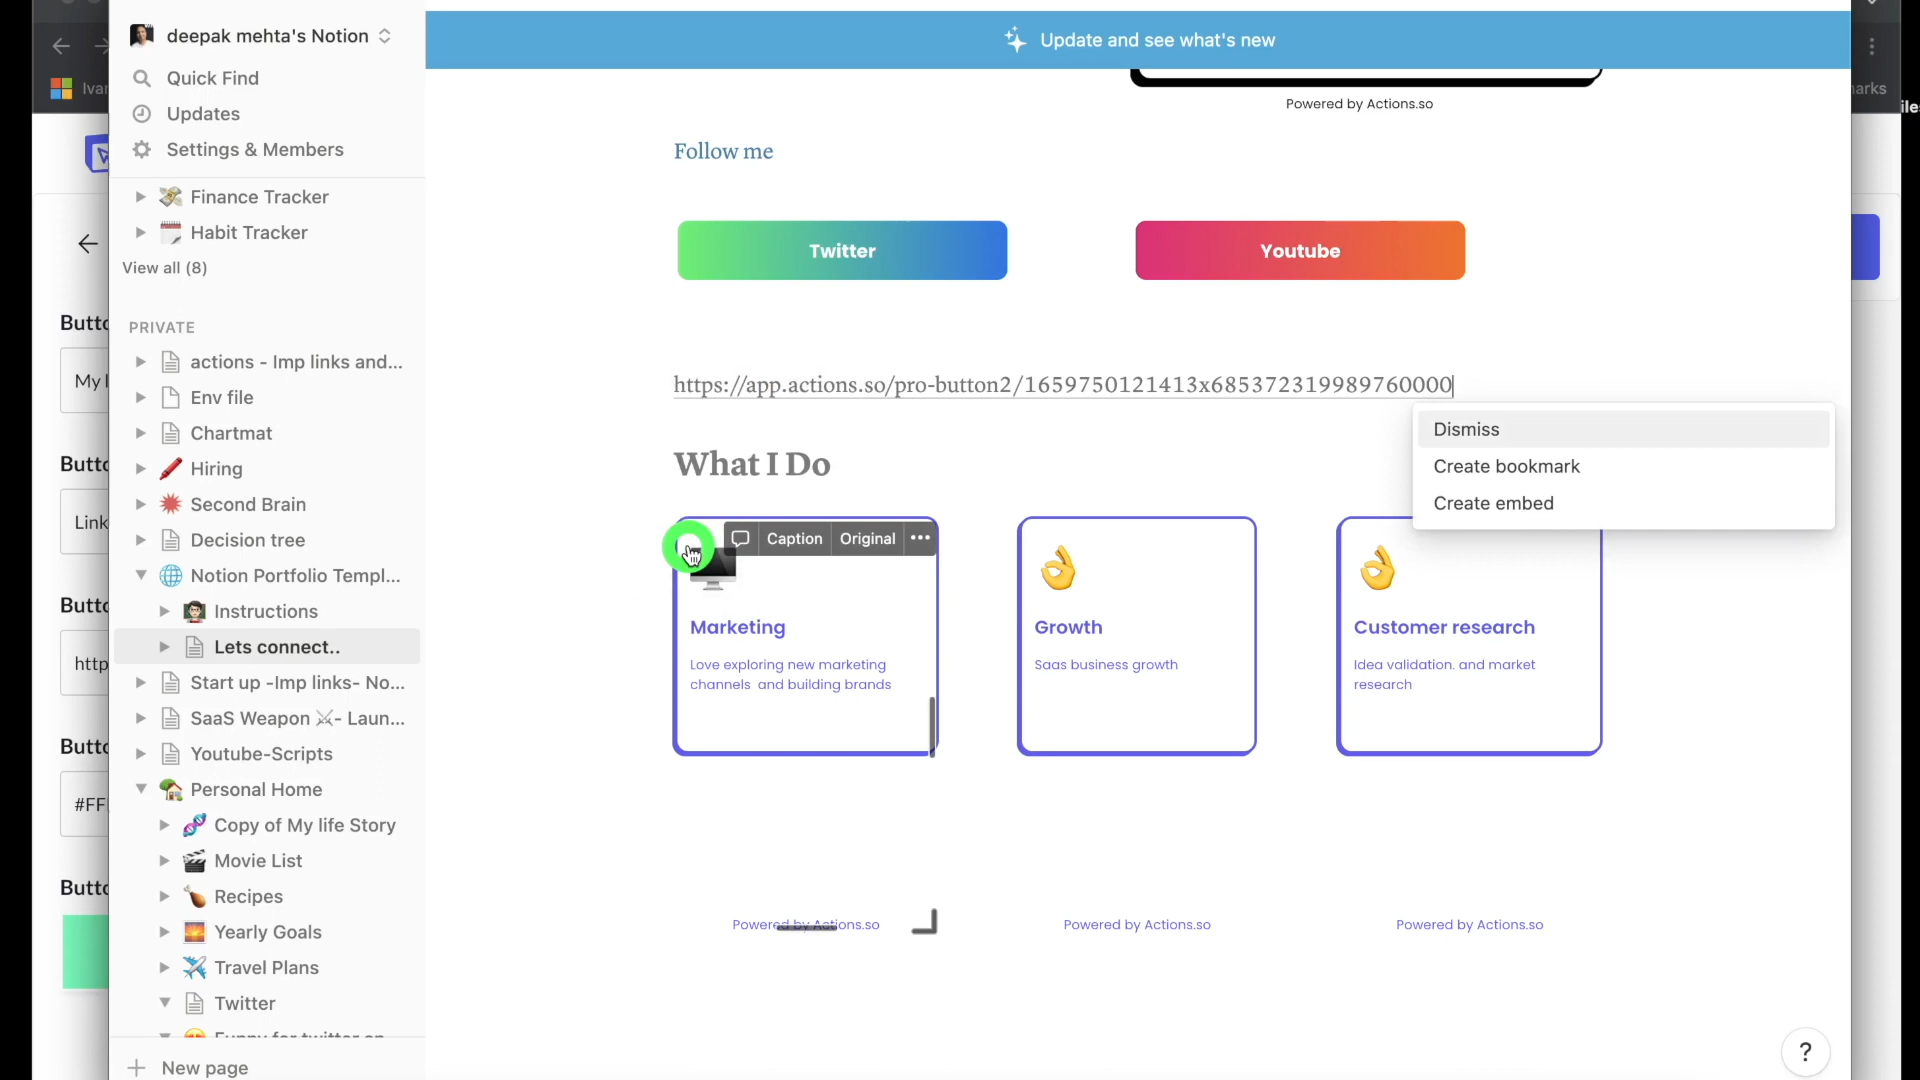 deepak mehta's Notion
Update and see what's new
Quick Find
Updates
Settings & Members
Finance Tracker
Habit Tracker
View all (8)
PRIVATE
actions - Imp links and...
Env file
Chartmat
Hiring
Second Brain
Decision tree
Notion Portfolio Templ...
Instructions
Lets connect..
Start up -Imp links- No...
SaaS Weapon ⚔- Laun...
Youtube-Scripts
Personal Home
Copy of My life Story
Movie List
Recipes
Yearly Goals
Travel Plans
Twitter
New page
Powered by Actions.so
Follow me
Twitter
Youtube
https://app.actions.so/pro-button2/1659750121413x685372319989760000
Dismiss
Create bookmark
Create embed
What I Do
Caption
Original
Marketing
Love exploring new marketing
channels and building brands
Growth
Saas business growth
Customer research
Idea validation. and market
research
Powered by Actions.so
Powered by Actions.so
Powered by Actions.so
?